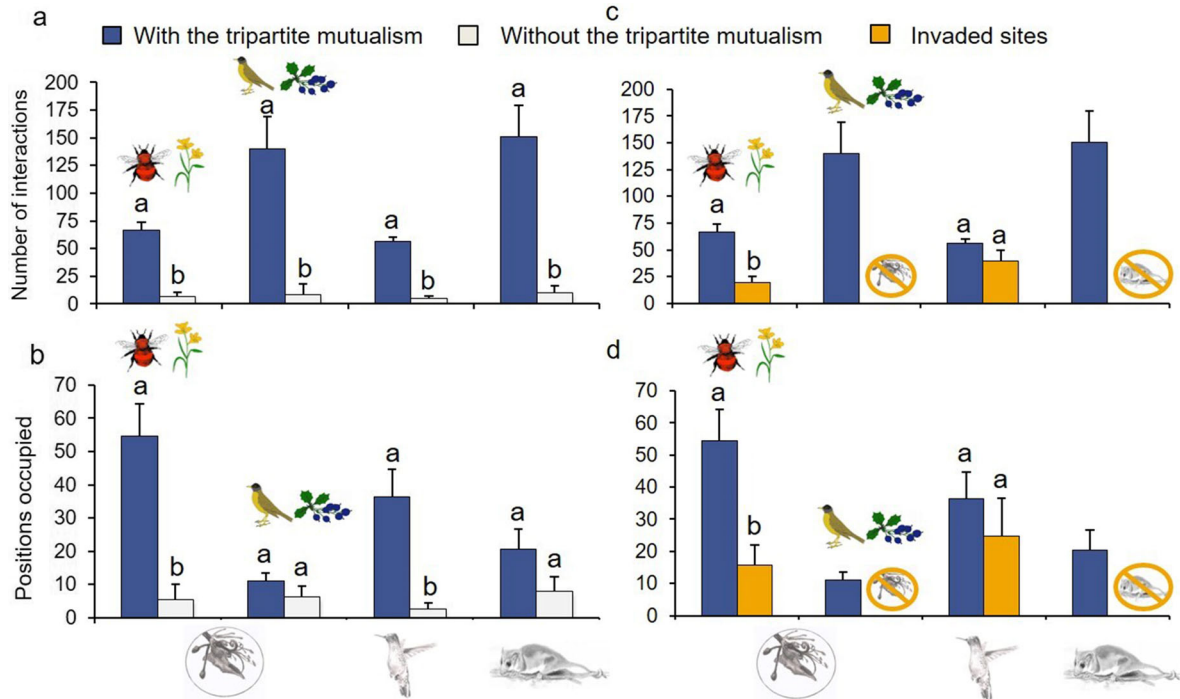 a
c
With the tripartite mutualism
Without the tripartite mutualism
Invaded sites
Number of interactions
200
175
150
125
100
75
50
25
0
a
b
a
b
a
b
a
b
200
175
150
125
100
75
50
25
0
a
b
a
a
b
d
Positions occupied
70
60
50
40
30
20
10
0
a
b
a
a
a
b
a
a
70
60
50
40
30
20
10
0
a
b
a
a